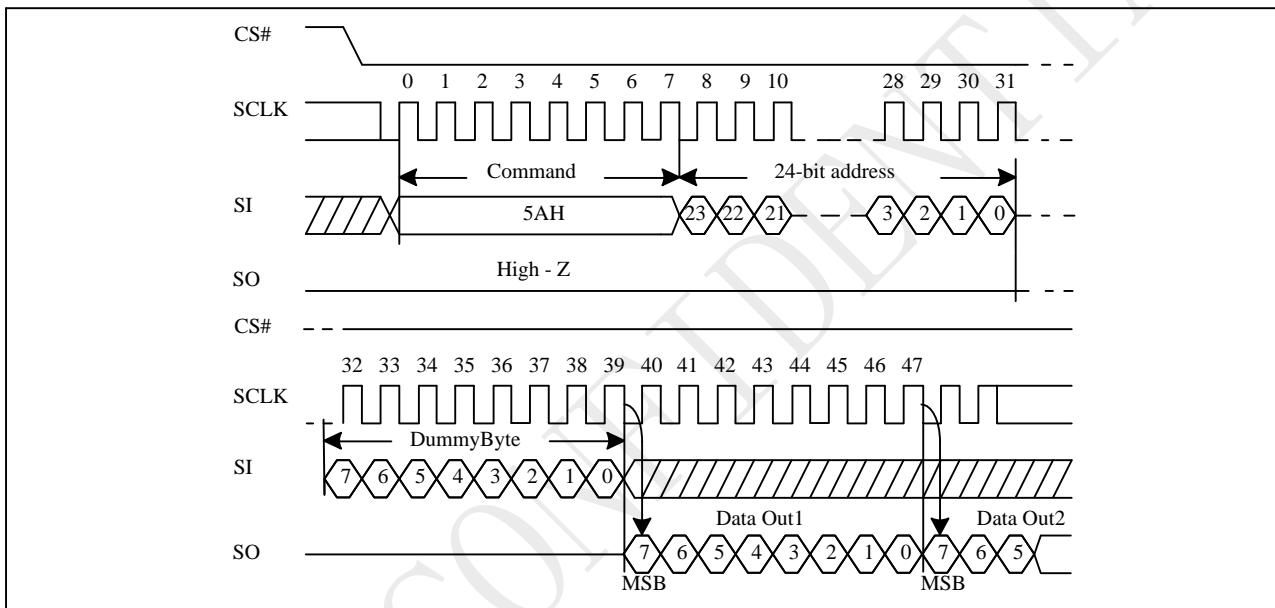 CS#
0 1 2 3 4 5 6 7 8 9 10 28 29 30 31
SCLK
Command 24-bit address
SI 5AH 23 22 21 3 2 1 0
High - Z
SO
CS#
32 33 34 35 36 37 38 39 40 41 42 43 44 45 46 47
SCLK
DummyByte
SI 7 6 5 4 3 2 1 0
Data Out1 Data Out2
SO 7 6 5 4 3 2 1 0 7 6 5
MSB MSB
CONFIDENTIA